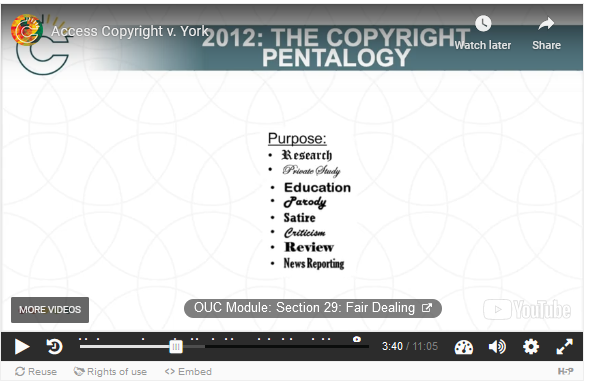 Access Copyright v. York
2012: THE COPYRIGHT
PENTALOGY
Watch later
Share
Purpose:
• Research
• Private Study
• Education
• Parody
• Satire
• Criticism
• Review
• News Reporting
MORE VIDEOS
OUC Module: Section 29: Fair Dealing
YouTube
3:40 / 11:05
Reuse
Rights of use
<> Embed
H-P